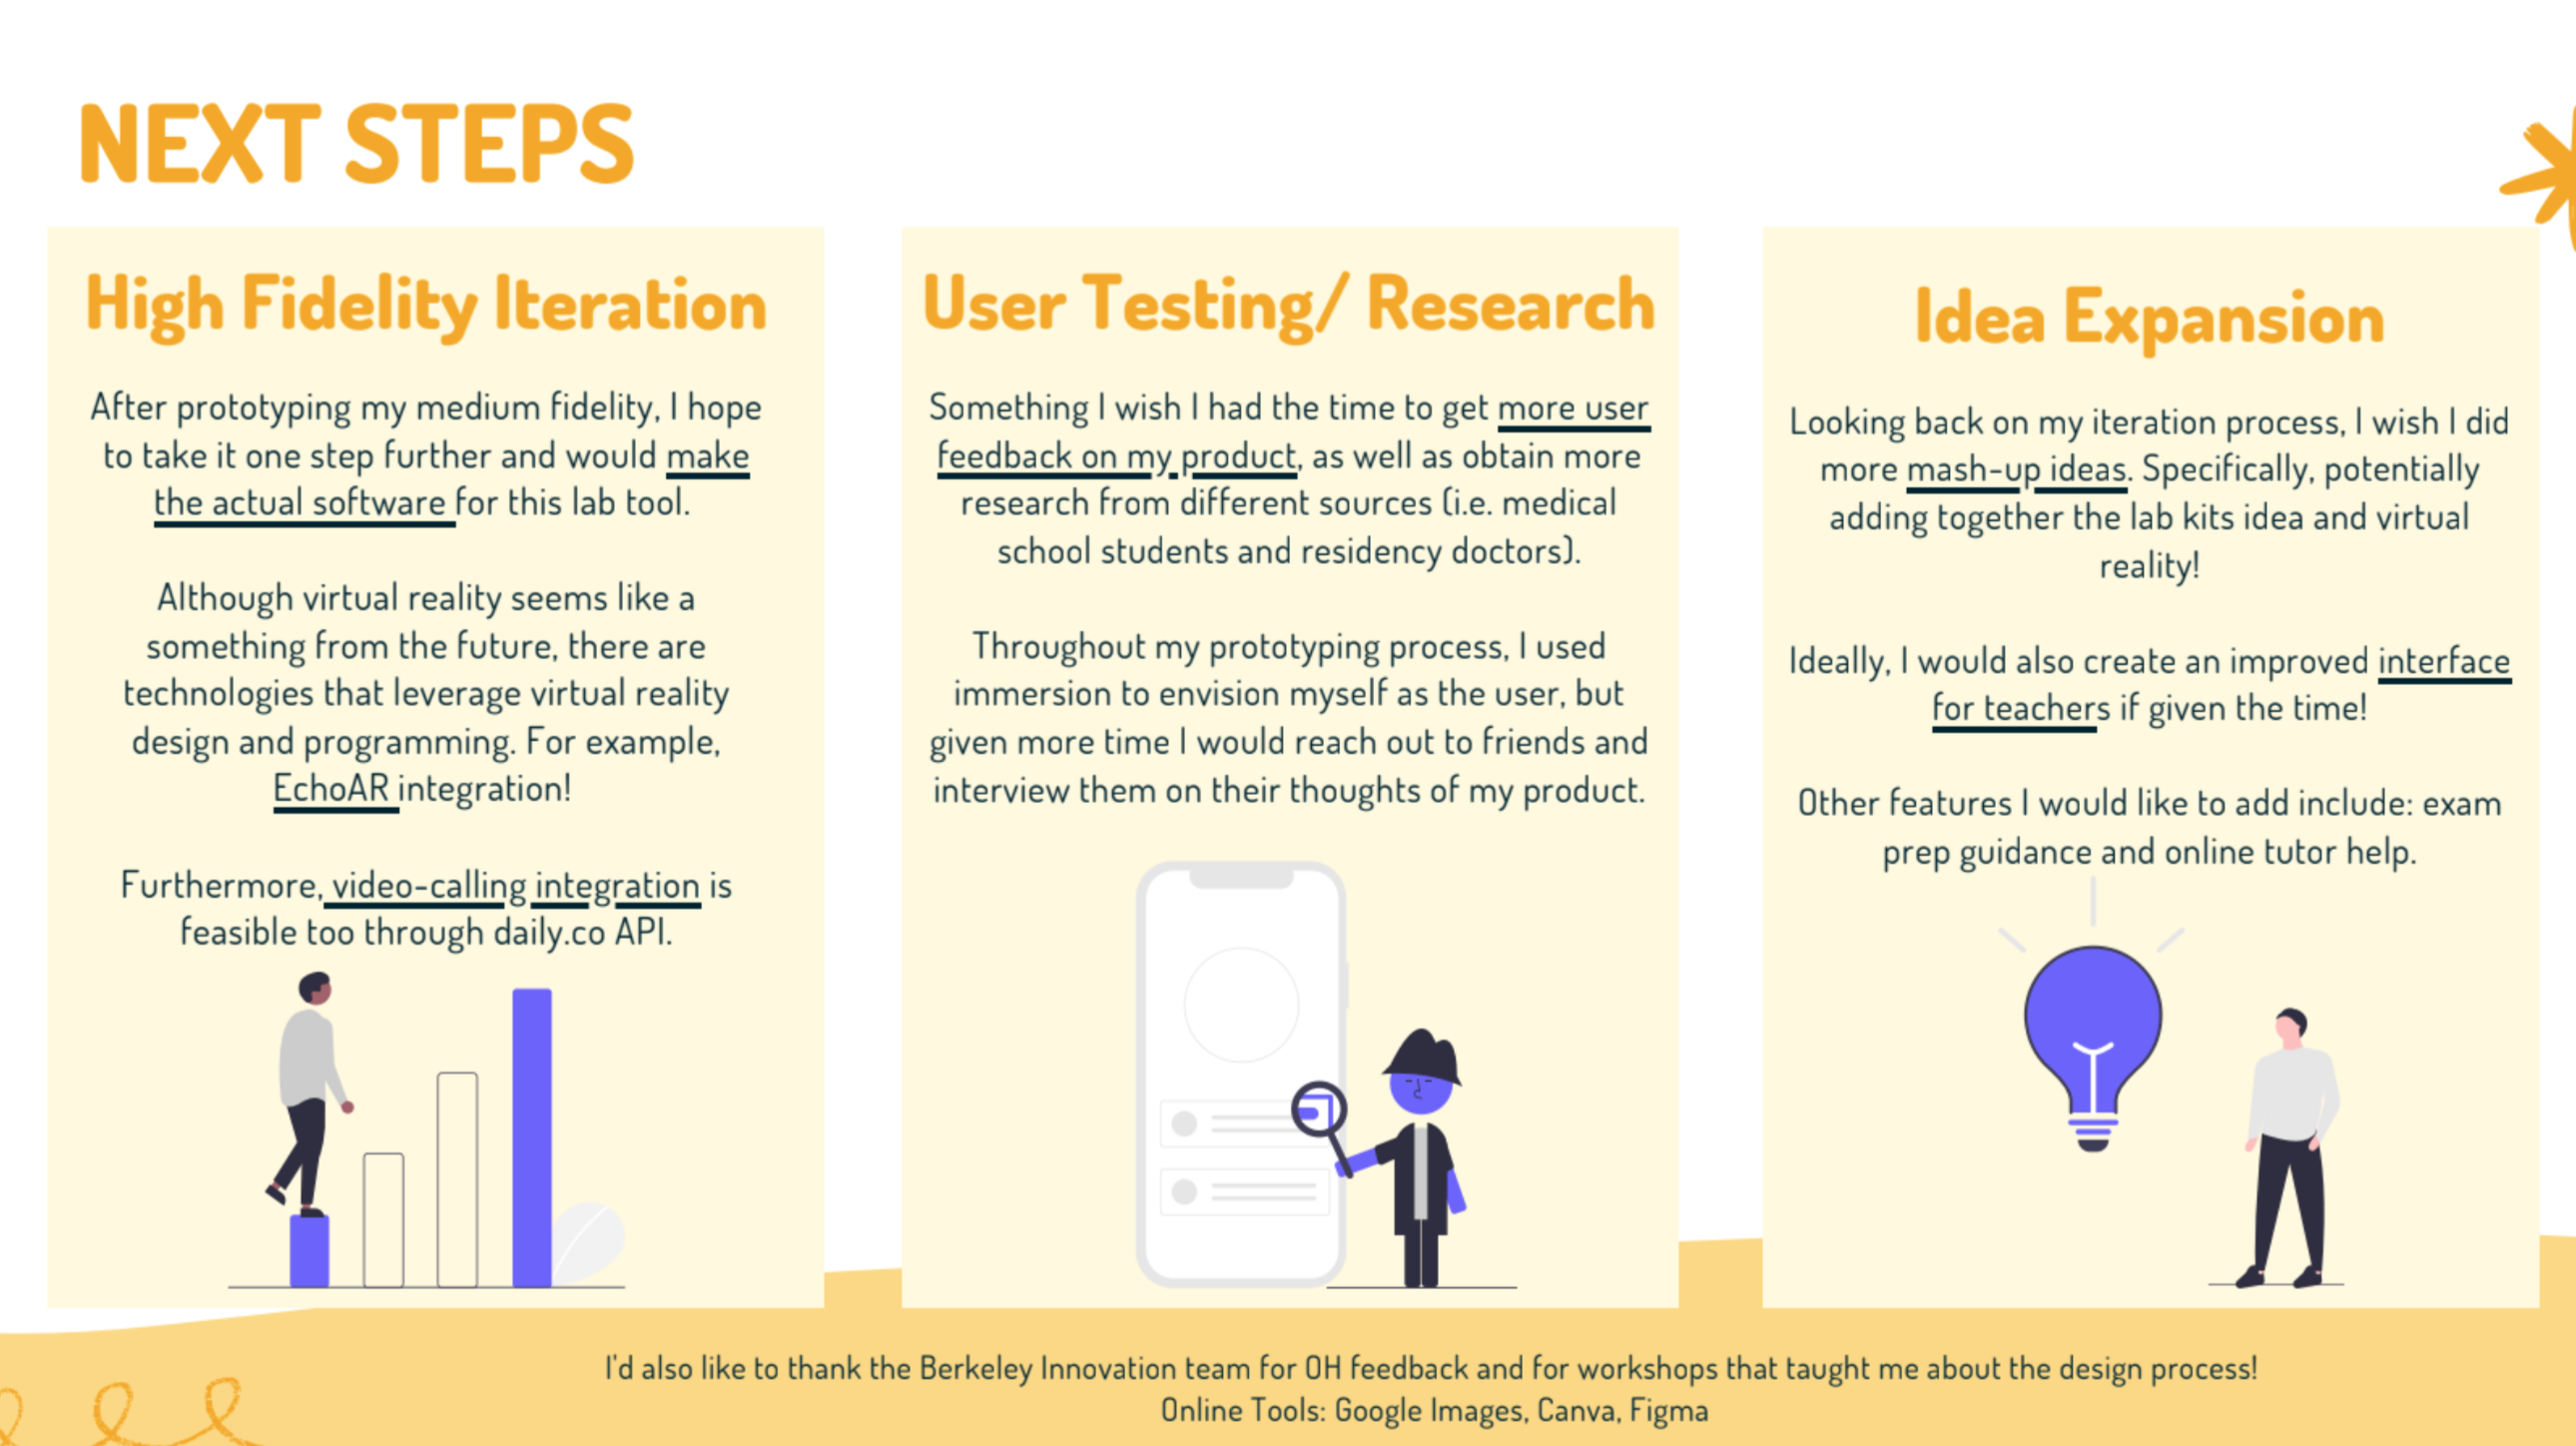 NEXT STEPS
High Fidelity Iteration
After prototyping my medium fidelity, I hope
to take it one step further and would make
the actual software for this lab tool.
Although virtual reality seems like a
something from the future, there are
technologies that leverage virtual reality
design and programming. For example,
EchoAR integration!
Furthermore, video-calling integration is
feasible too through daily.co API.
User Testing/ Research
Something I wish I had the time to get more user
feedback on my product, as well as obtain more
research from different sources (i.e. medical
school students and residency doctors).
Throughout my prototyping process, I used
immersion to envision myself as the user, but
given more time I would reach out to friends and
interview them on their thoughts of my product.
Idea Expansion
Looking back on my iteration process, I wish I did
more mash-up ideas. Specifically, potentially
adding together the lab kits idea and virtual
reality!
Ideally, I would also create an improved interface
for teachers if given the time!
Other features I would like to add include: exam
prep guidance and online tutor help.
I'd also like to thank the Berkeley Innovation team for OH feedback and for workshops that taught me about the design process!
Online Tools: Google Images, Canva, Figma